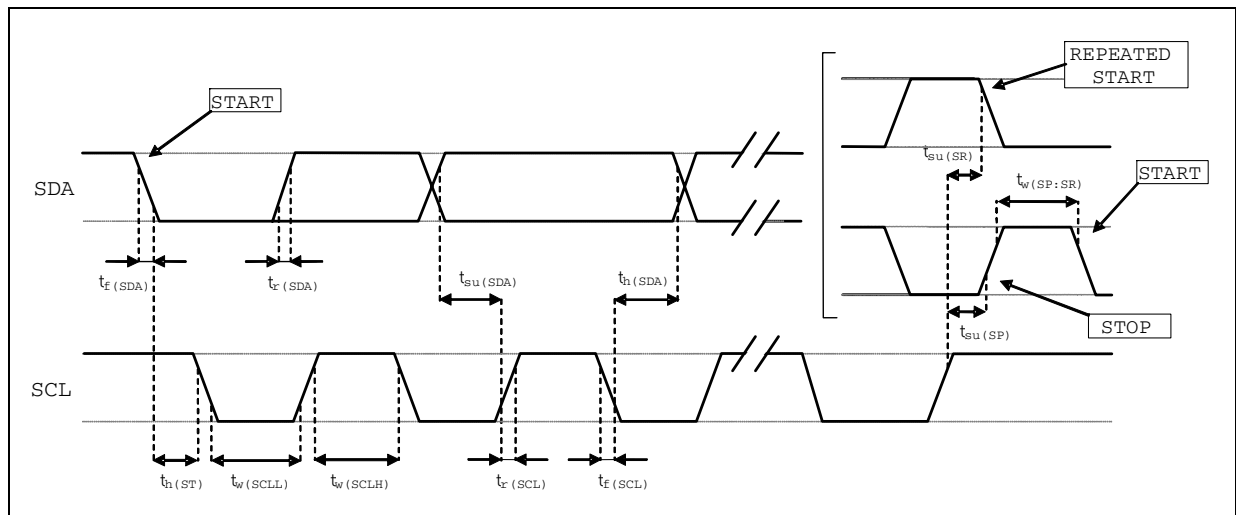 REPEATED
START
START
tsu(SR)
START
tw(SP:SR)
SDA
tf(SDA)
tr(SDA)
tsu(SDA)
th(SDA)
tsu(SP)
STOP
SCL
th(ST)
tw(SCLL)
tw(SCLH)
tr(SCL)
tf(SCL)